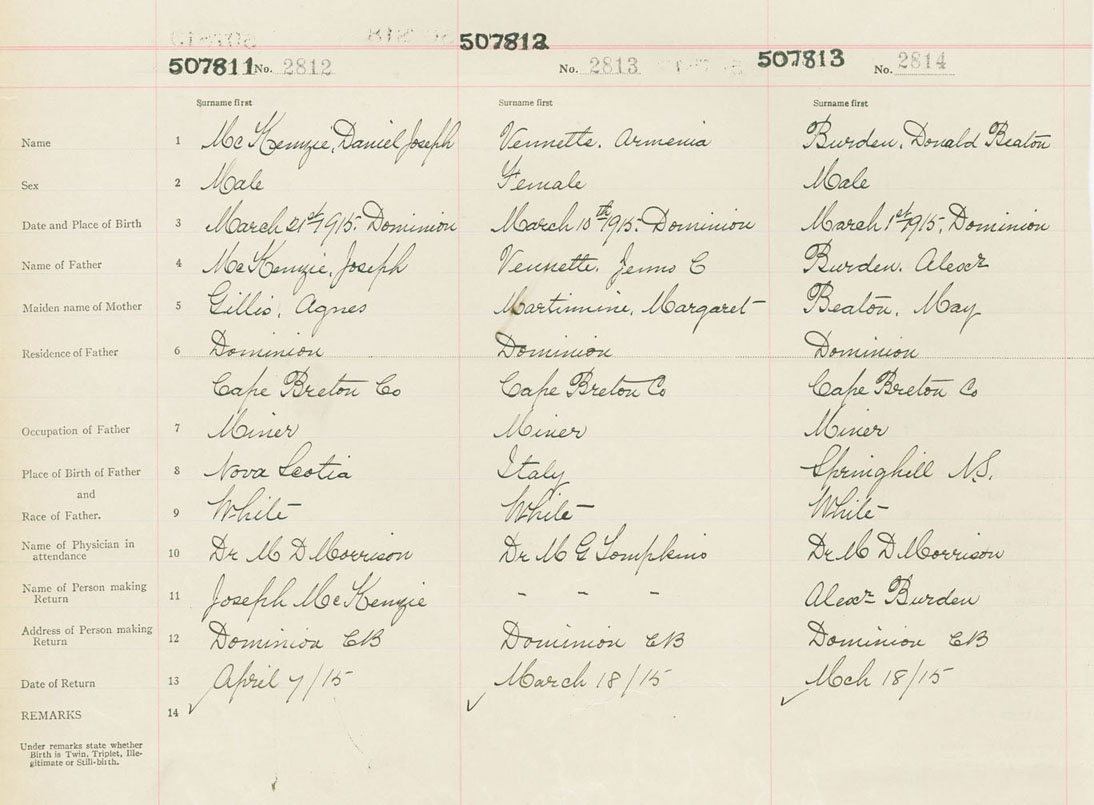 507811 No. 2812
507812 No. 2813
507813 No. 2814
Surname first Surname first Surname first
Name 1 McKenzie, Daniel Joseph Vennette. Armenia Burden, Donald Beaton
Sex 2 Male Female Male
Date and Place of Birth 3 March 21st 1915. Dominion March 10th 1915. Dominion March 1st 1915, Dominion
Name of Father 4 McKenzie, Joseph Vennette. C Burden. Alexr
Maiden name of Mother 5 Gillis, Agnes Martinnine, Margaret Beaton, May
Residence of Father 6 Dominion Dominion Dominion
Cape Breton Co Cape Breton Co Cape Breton Co
Occupation of Father 7 Miner Miner Miner
Place of Birth of Father 8 Nova Scotia Italy Springhill N.S.
and
Race of Father. 9 White White White
Name of Physician in
attendance 10 Dr M D Morrison Dr M G Tompkins Dr M D Morrison
Name of Person making
Return 11 Joseph McKenzie - - - Alexr Burden
Address of Person making
Return 12 Dominion CB Dominion CB Dominion CB
Date of Return 13 April 7/15 March 18/15 Mch 18/15
REMARKS 14
Under remarks state whether
Birth is Twin, Triplet, Ille-
gitimate or Still-birth.